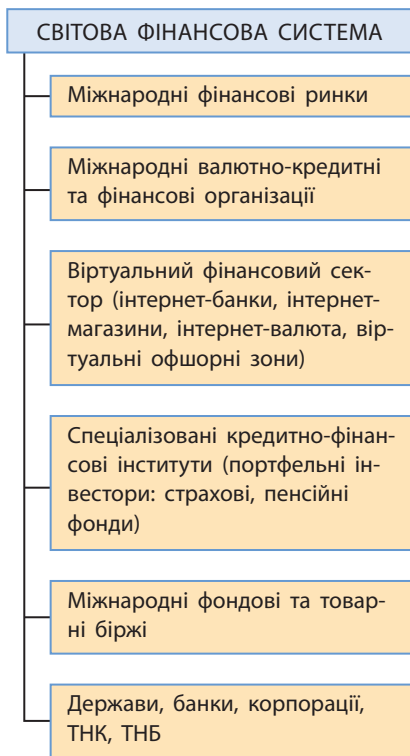 СВІТОВА ФІНАНСОВА СИСТЕМА
Міжнародні фінансові ринки
Міжнародні валютно-кредитні
та фінансові організації
Віртуальний фінансовий сек-
тор (інтернет-банки, інтернет-
магазини, інтернет-валюта, вір-
туальні офшорні зони)
Спеціалізовані кредитно-фінан-
сові інститути (портфельні ін-
вестори: страхові, пенсійні
фонди)
Міжнародні фондові та товар-
ні біржі
Держави, банки, корпорації,
ТНК, ТНБ